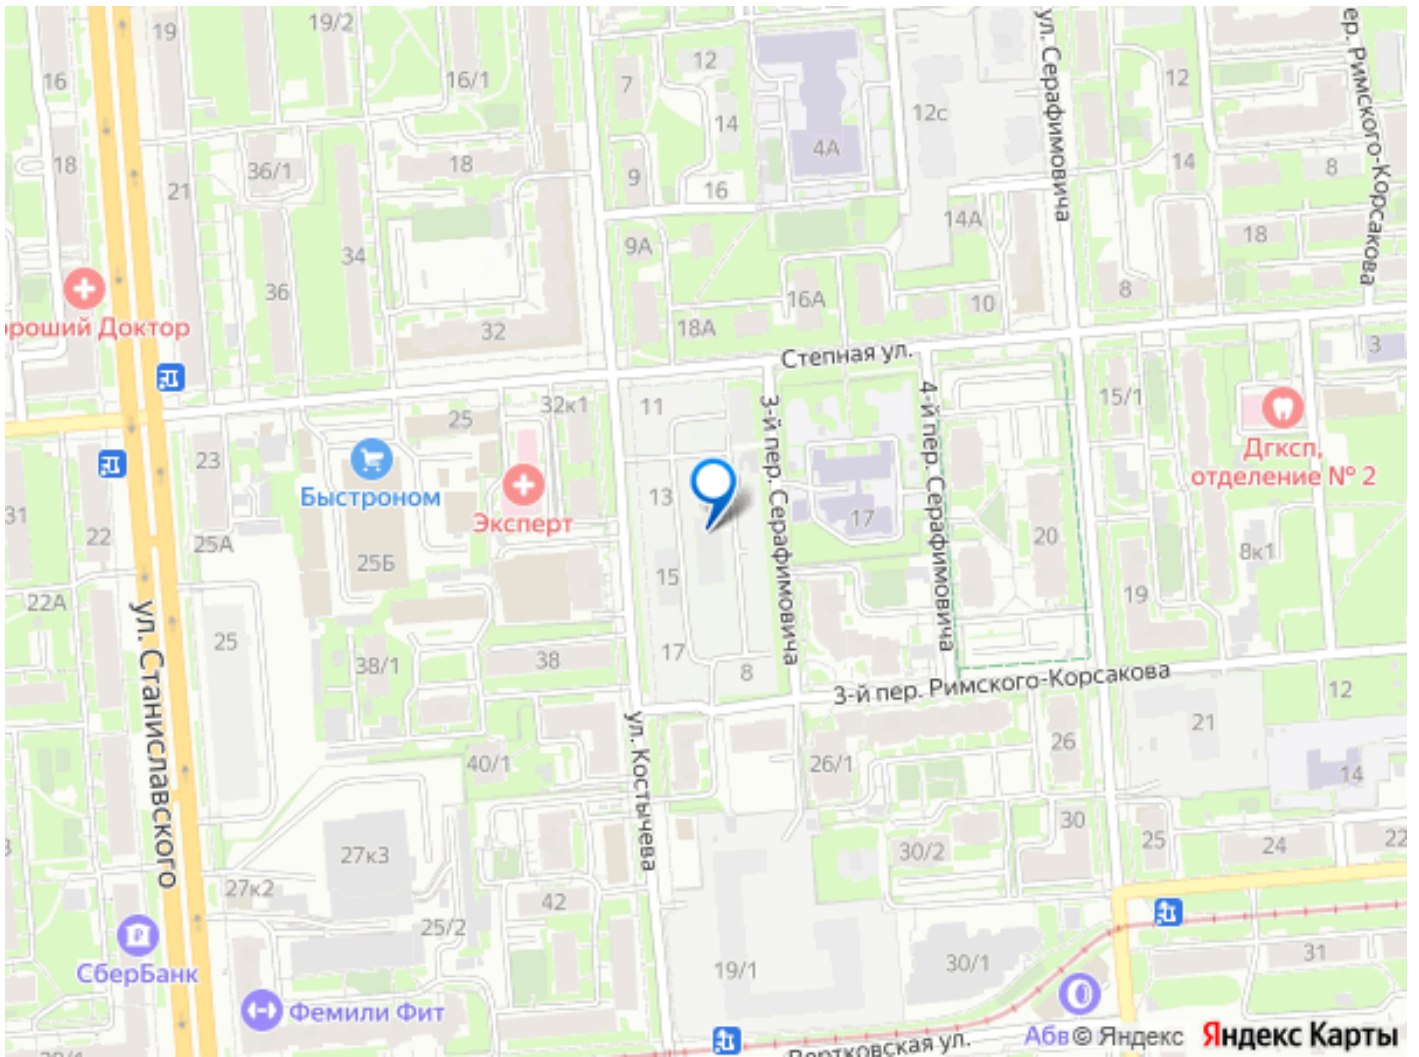 19
19/2
12
7
12
16
16/1
14
12с
ул. Серафимовича
ер. Римского-Корсакова
4А
14
8
18
21
36/1
18
9
16
14А
18
9А
34
36
16А
10
8
ороший Доктор
32
18А
Степная ул.
3
32к1
11
3-й пер. Серафимовича
4-й пер. Серафимовича
15/1
25
23
Быстроном
Эксперт
13
17
Дгксп,
отделение № 2
31
22
25А
25Б
20
8к1
15
22А
19
25
ул. Станиславского
38/1
38
17
8
3-й пер. Римского-Корсакова
12
21
ул. Костычева
40/1
26/1
26
14
27к3
30/2
30
25
24
22
27к2
42
25/2
СберБанк
19/1
30/1
31
Фемили Фит
Абв
© Яндекс
Яндекс Карты